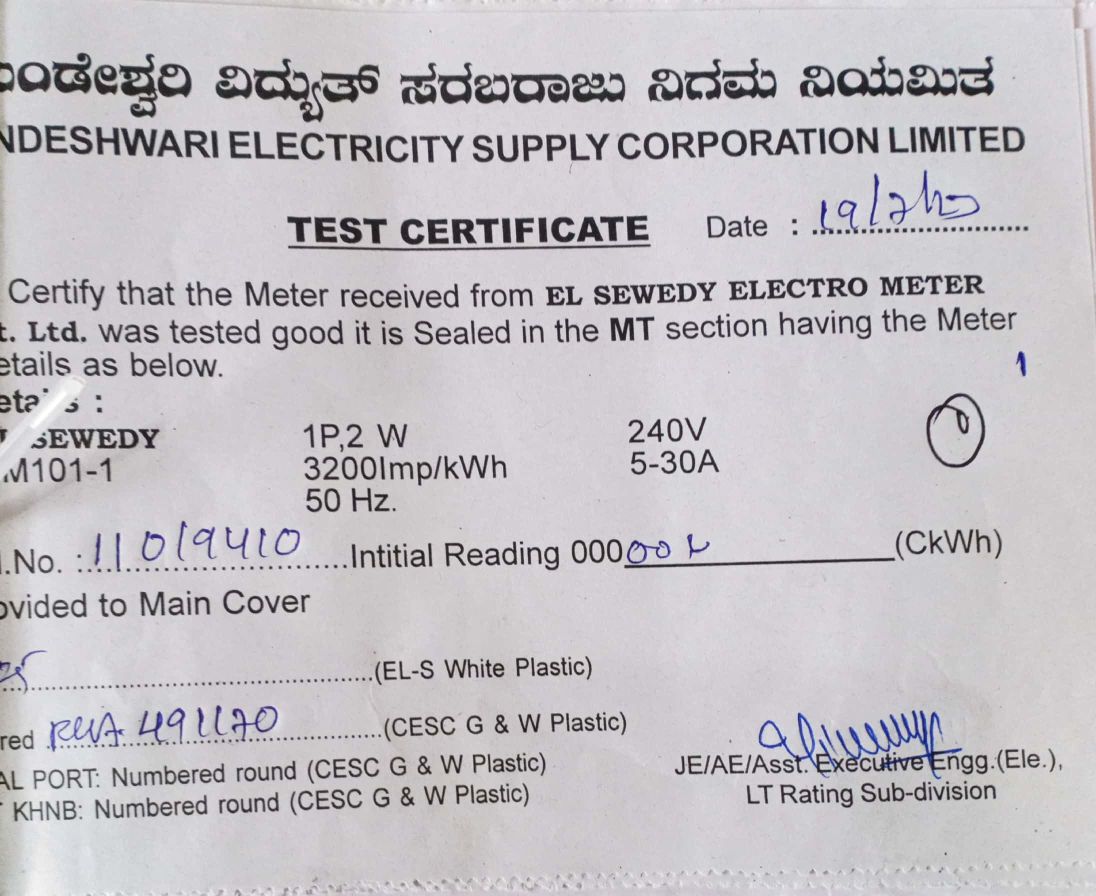 ಂಡೇಶ್ವರಿ ವಿದ್ಯುತ್ ಸರಬರಾಜು ನಿಗಮ ನಿಯಮಿತ
NDESHWARI ELECTRICITY SUPPLY CORPORATION LIMITED
TEST CERTIFICATE Date :
Certify that the Meter received from EL SEWEDY ELECTRO METER
t. Ltd. was tested good it is Sealed in the MT section having the Meter
etails as below.
1
SEWEDY 1P,2 W 240V
M101-1 3200Imp/kWh 5-30A
50 Hz.
.No. : 11019410 Intitial Reading 000 (CkWh)
ovided to Main Cover
(EL-S White Plastic)
red (CESC G & W Plastic)
AL PORT: Numbered round (CESC G & W Plastic)
KHNB: Numbered round (CESC G & W Plastic)
JE/AE/Asst. Executive Engg.(Ele.),
LT Rating Sub-division